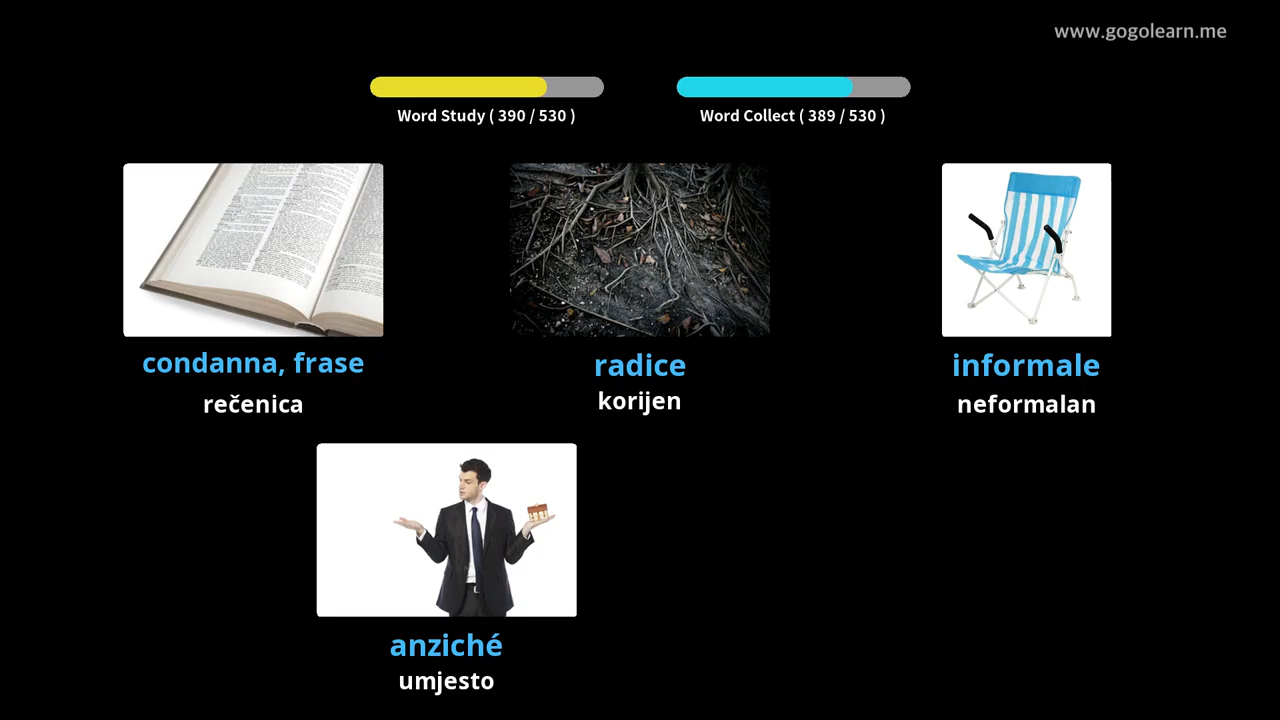 www.gogolearn.me
Word Study ( 390 / 530 )
Word Collect ( 389 / 530 )
condanna, frase
rečenica
radice
korijen
informale
neformalan
anziché
umjesto